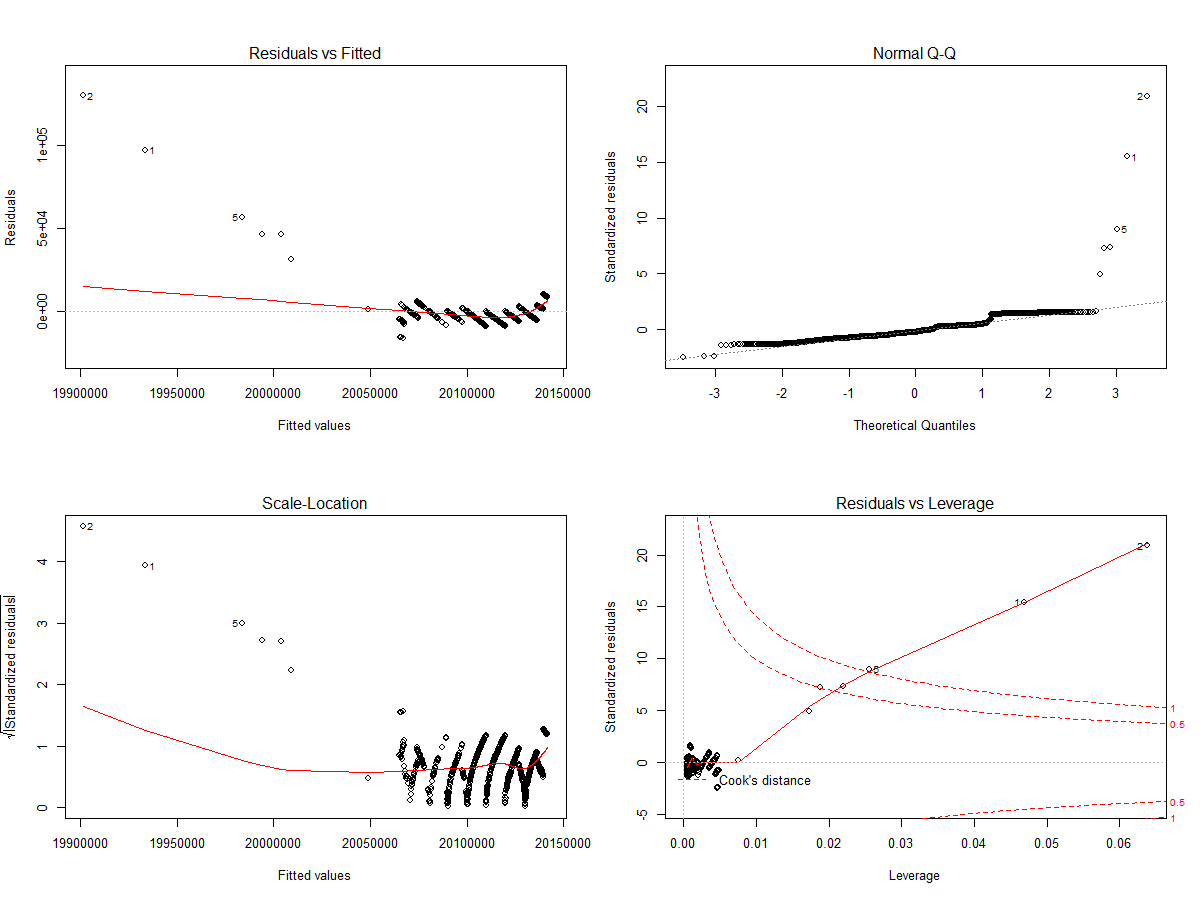 Residuals vs Fitted
Residuals
0e+00 5e+04 1e+05
2
1
5
19900000 19950000 20000000 20050000 20100000 20150000
Fitted values
Normal Q-Q
Standardized residuals
0 5 10 15 20
2
1
5
-3 -2 -1 0 1 2 3
Theoretical Quantiles
Scale-Location
√|Standardized residuals|
0 1 2 3 4
2
1
5
19900000 19950000 20000000 20050000 20100000 20150000
Fitted values
Residuals vs Leverage
Standardized residuals
-5 0 5 10 15 20
2
1
5
1
0.5
Cook's distance
0.5
1
0.00 0.01 0.02 0.03 0.04 0.05 0.06
Leverage